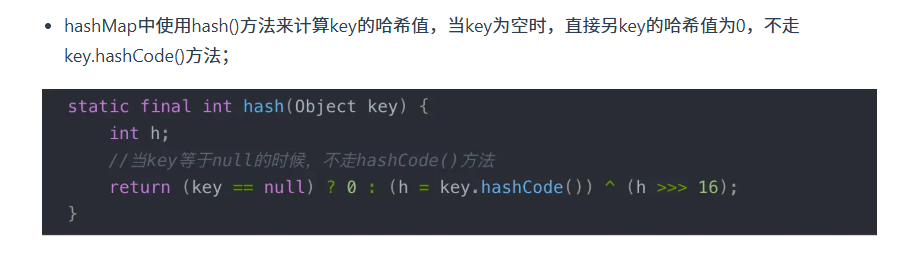 hashMap中使用hash()方法来计算key的哈希值，当key为空时，直接另key的哈希值为0，不走
key.hashCode()方法；
static final int hash(Object key) {
    int h;
    //当key等于null的时候，不走hashCode()方法
    return (key == null) ? 0 : (h = key.hashCode()) ^ (h >>> 16);
}